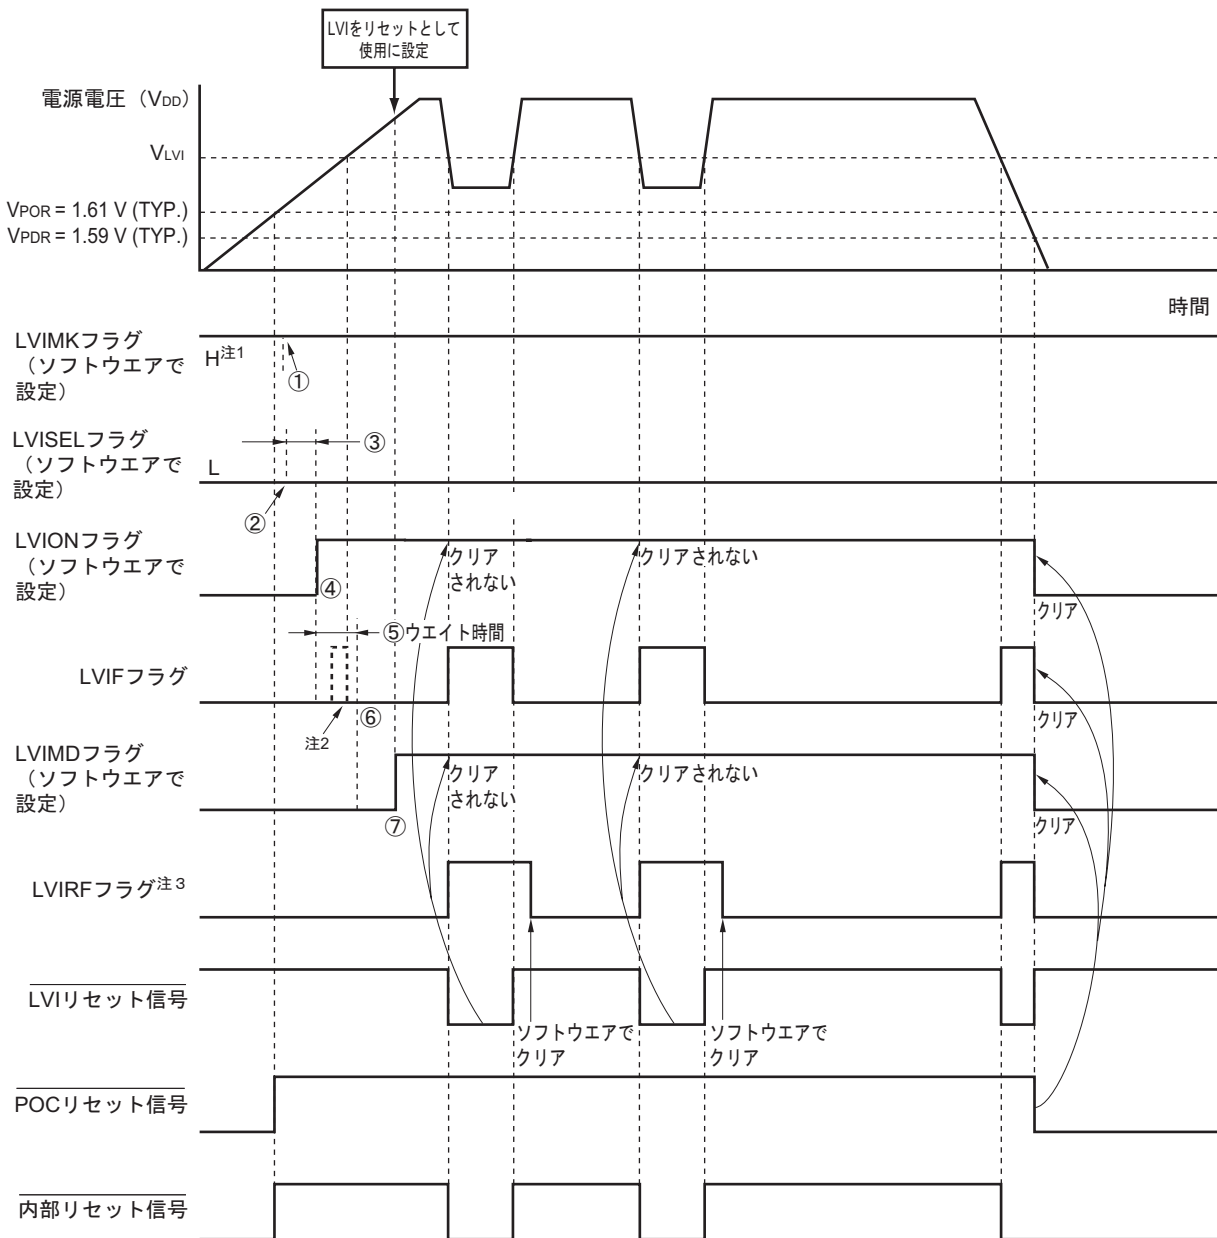 LVIをリセットとして
使用に設定
電源電圧（VDD）
VLVI
VPOR = 1.61 V (TYP.)
VPDR = 1.59 V (TYP.)
時間
LVIMKフラグ
（ソフトウエアで
設定）
H注1
①
LVISELフラグ
（ソフトウエアで
設定）
L
③
②
LVIONフラグ
（ソフトウエアで
設定）
④
クリア
されない
クリアされない
クリア
⑤ウエイト時間
LVIFフラグ
注2
⑥
クリア
LVIMDフラグ
（ソフトウエアで
設定）
⑦
クリア
されない
クリアされない
クリア
LVIRFフラグ注3
LVIリセット信号
ソフトウエアで
クリア
ソフトウエアで
クリア
POCリセット信号
内部リセット信号